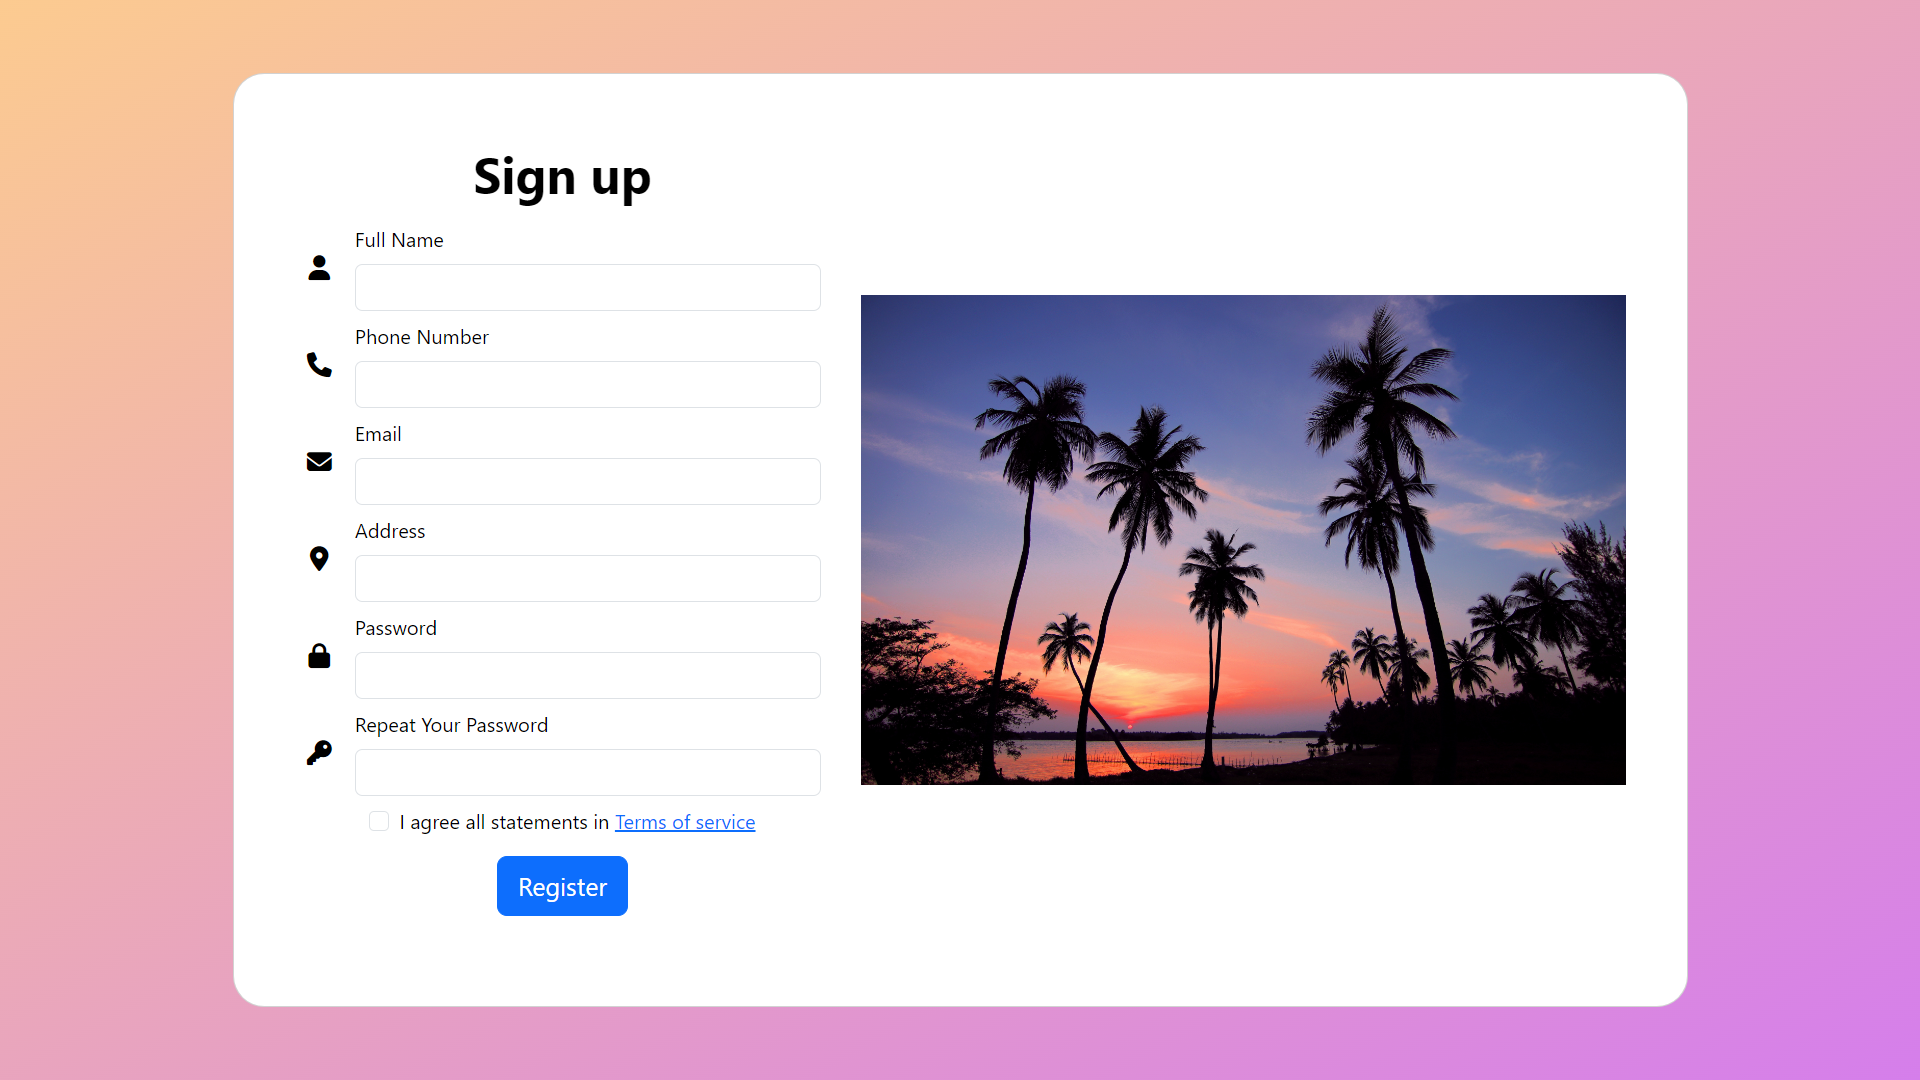 Sign up
Full Name
Phone Number
Email
Address
Password
Repeat Your Password
I agree all statements in Terms of service
Register